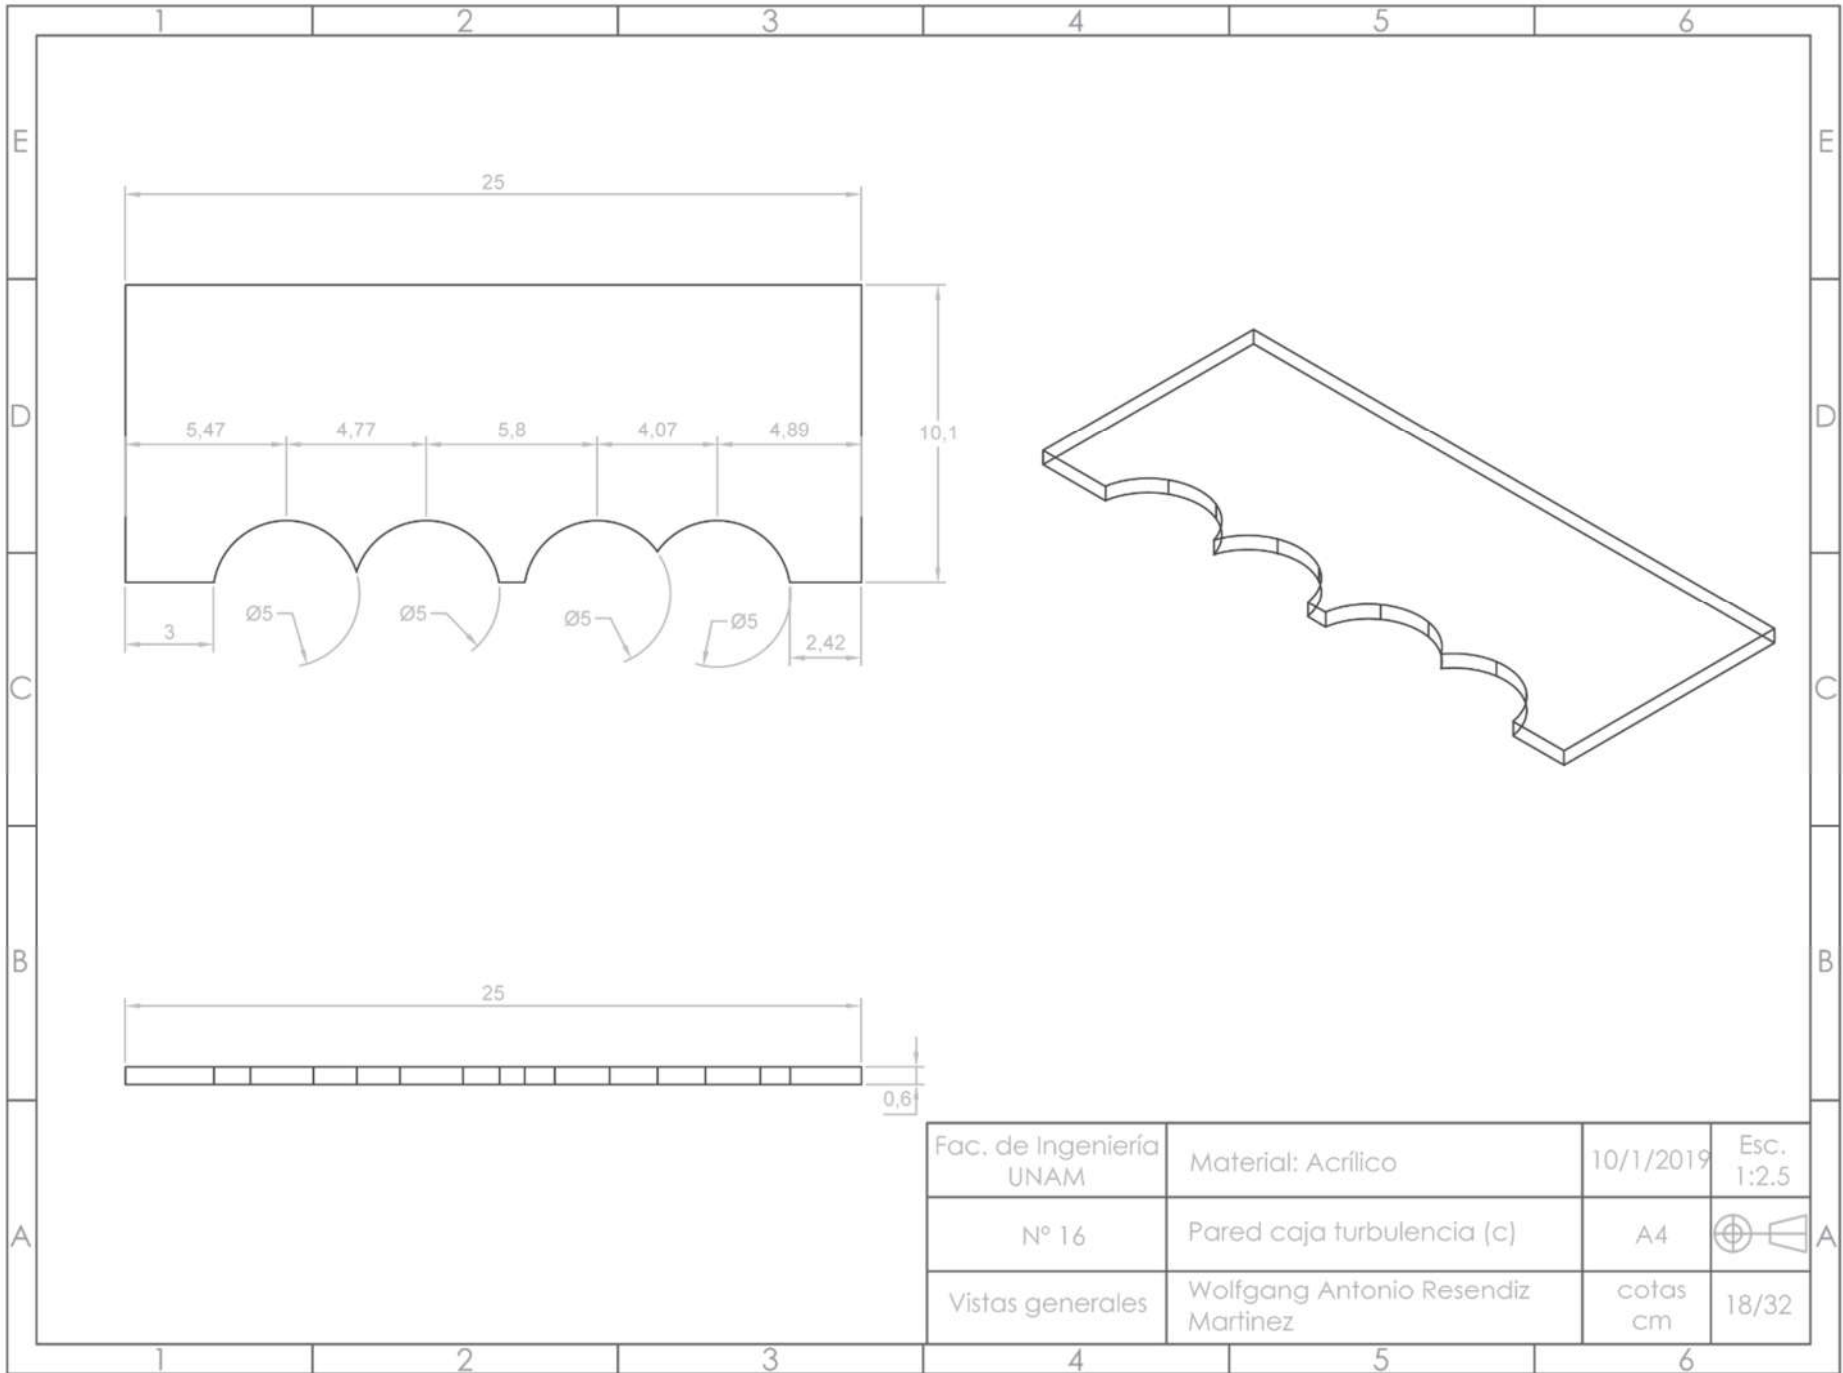 1 2 3 4 5 6
E E
25
D D
5,47 4,77 5,8 4,07 4,89
10,1
Ø5 Ø5 Ø5 Ø5
3 2,42
C C
B B
25
0,6
Fac. de Ingeniería
UNAM
Material: Acrílico
10/1/2019
Esc.
1:2.5
Nº 16
Pared caja turbulencia (c)
A4
A A
Vistas generales
Wolfgang Antonio Resendiz
Martinez
cotas
cm
18/32
1 2 3 4 5 6